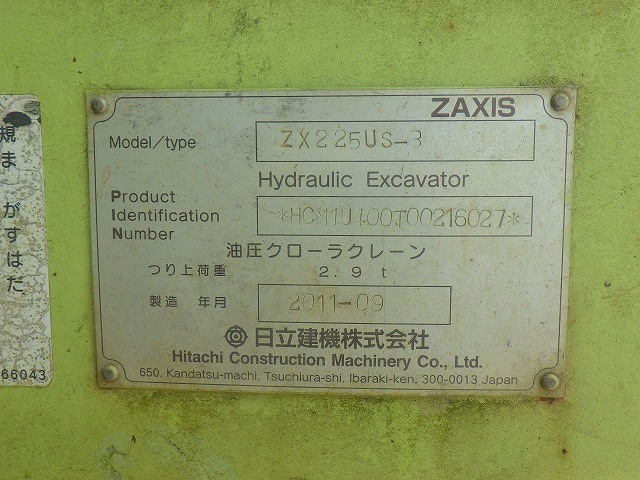 ZAXIS
Model/type ZX225US-3
Hydraulic Excavator
Product
Identification
Number
*HCM1U100T00216027*
油圧クローラクレーン
つり上荷重 2.9 t
製造 年月 2011-09
日立建機株式会社
Hitachi Construction Machinery Co., Ltd.
650, Kandatsu-machi, Tsuchiura-shi, Ibaraki-ken, 300-0013 Japan
規ま
がすはだ
66043